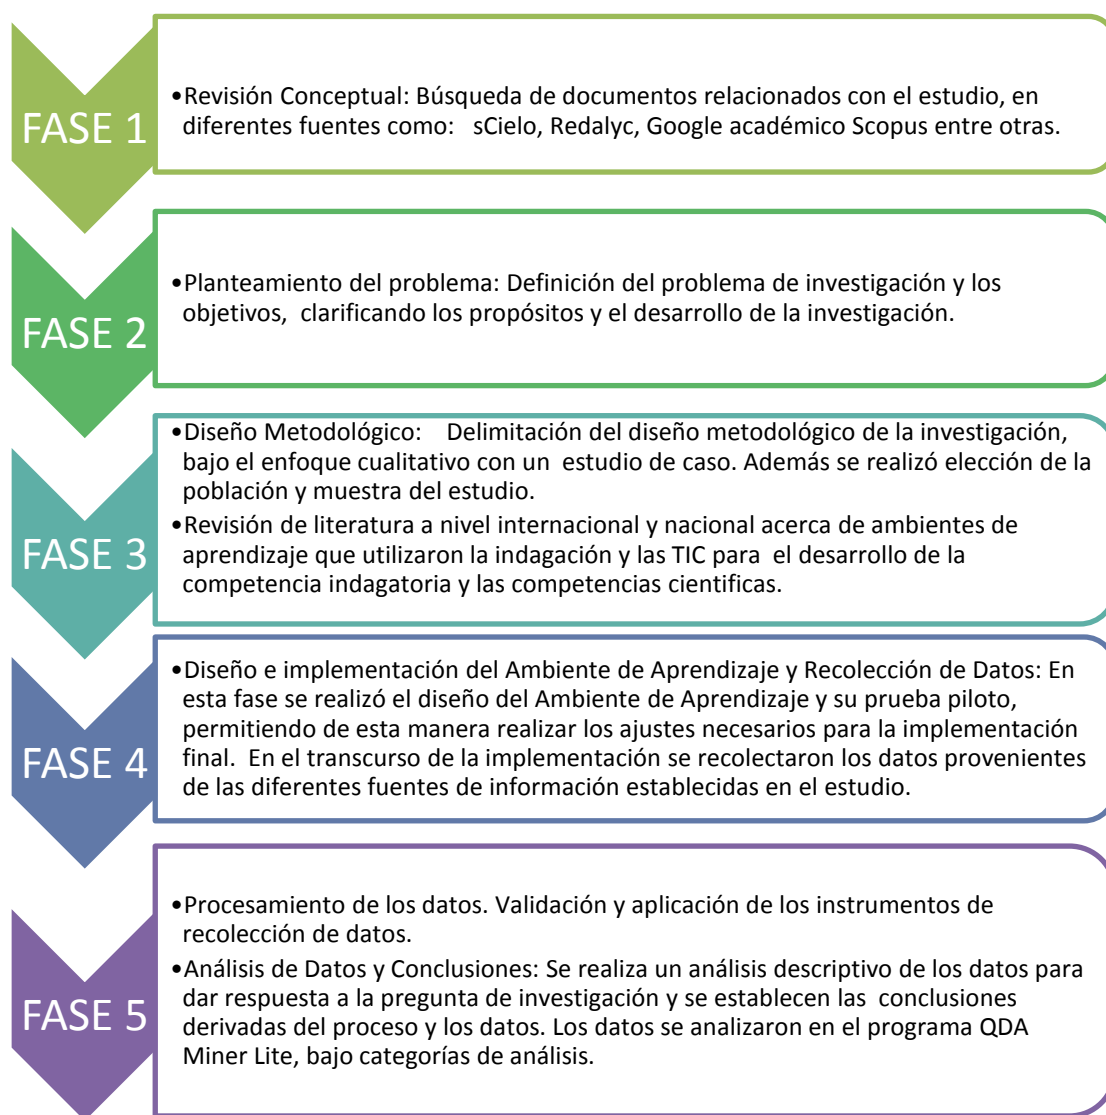 FASE 1
•Revisión Conceptual: Búsqueda de documentos relacionados con el estudio, en
diferentes fuentes como: sCielo, Redalyc, Google académico Scopus entre otras.
FASE 2
•Planteamiento del problema: Definición del problema de investigación y los
objetivos, clarificando los propósitos y el desarrollo de la investigación.
FASE 3
•Diseño Metodológico: Delimitación del diseño metodológico de la investigación,
bajo el enfoque cualitativo con un estudio de caso. Además se realizó elección de la
población y muestra del estudio.
•Revisión de literatura a nivel internacional y nacional acerca de ambientes de
aprendizaje que utilizaron la indagación y las TIC para el desarrollo de la
competencia indagatoria y las competencias cientificas.
FASE 4
•Diseño e implementación del Ambiente de Aprendizaje y Recolección de Datos: En
esta fase se realizó el diseño del Ambiente de Aprendizaje y su prueba piloto,
permitiendo de esta manera realizar los ajustes necesarios para la implementación
final. En el transcurso de la implementación se recolectaron los datos provenientes
de las diferentes fuentes de información establecidas en el estudio.
FASE 5
•Procesamiento de los datos. Validación y aplicación de los instrumentos de
recolección de datos.
•Análisis de Datos y Conclusiones: Se realiza un análisis descriptivo de los datos para
dar respuesta a la pregunta de investigación y se establecen las conclusiones
derivadas del proceso y los datos. Los datos se analizaron en el programa QDA
Miner Lite, bajo categorías de análisis.